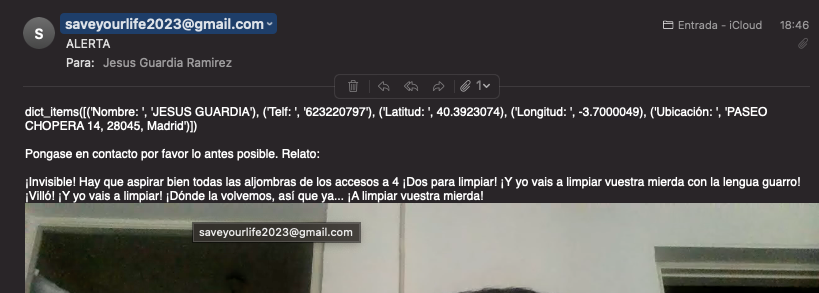 saveyourlife2023@gmail.com
Entrada - iCloud
18:46
S
ALERTA
Para: Jesus Guardia Ramirez
1
dict_items([('Nombre: ', 'JESUS GUARDIA'), ('Telf: ', '623220797'), ('Latitud: ', 40.3923074), ('Longitud: ', -3.7000049), ('Ubicación: ', 'PASEO
CHOPERA 14, 28045, Madrid')])
Pongase en contacto por favor lo antes posible. Relato:
¡Invisible! Hay que aspirar bien todas las aljombras de los accesos a 4 ¡Dos para limpiar! ¡Y yo vais a limpiar vuestra mierda con la lengua guarro!
¡Villó! ¡Y yo vais a limpiar! ¡Dónde la volvemos, así que ya... ¡A limpiar vuestra mierda!
saveyourlife2023@gmail.com